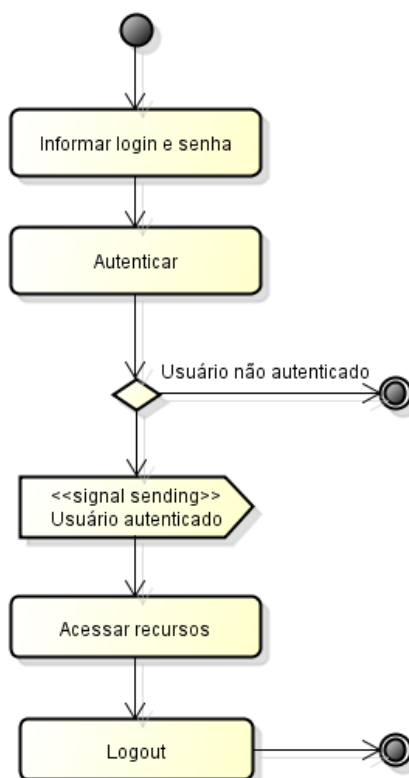 Informar login e senha
Autenticar
Usuário não autenticado
<<signal sending>>
Usuário autenticado
Acessar recursos
Logout